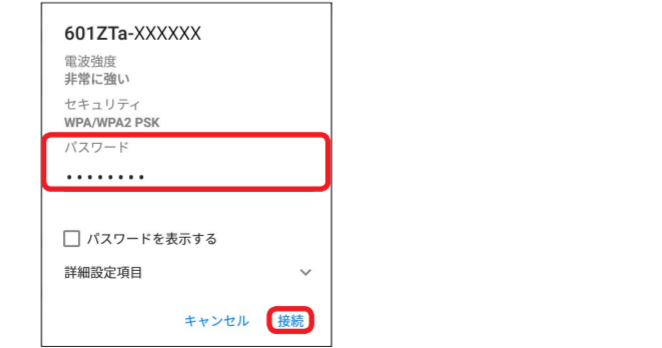 601ZTa-XXXXXX
電波強度
非常に強い
セキュリティ
WPA/WPA2 PSK
パスワード
••••••••
パスワードを表示する
詳細設定項目
キャンセル 接続